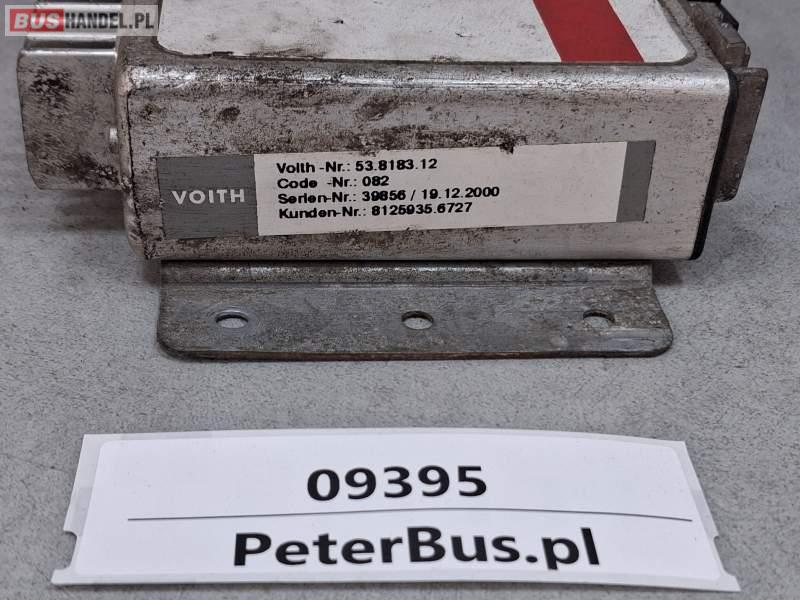 BUSHANDEL.PL
VOITH
Voith -Nr.: 53.8183.12
Code -Nr.: 082
Serien-Nr.: 39856 / 19.12.2000
Kunden-Nr.: 8125935.6727
09395
PeterBus.pl